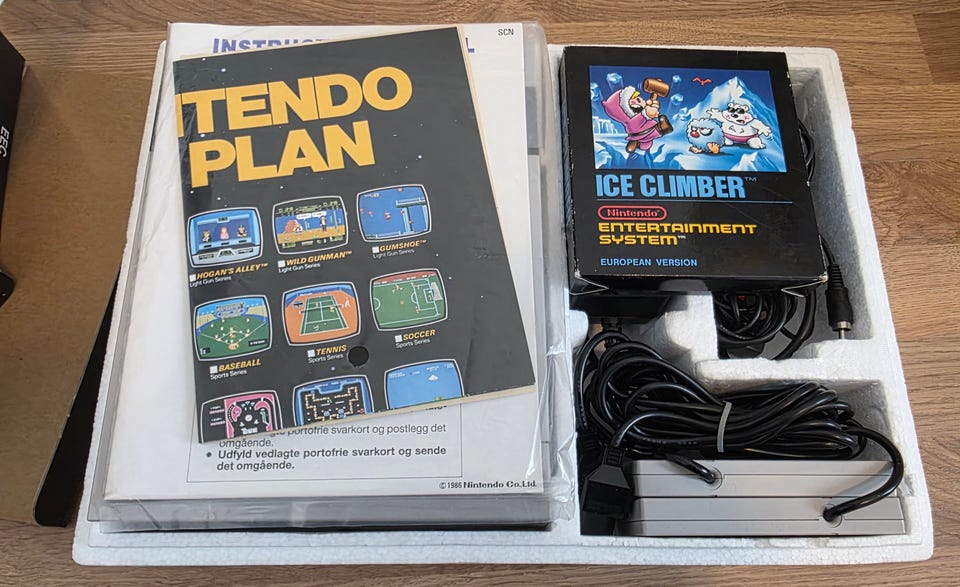 EEC
SCN
NTENDO
PLAN
HOGAN'S ALLEY™
Light Gun Series
WILD GUNMAN™
Light Gun Series
GUMSHOE™
Light Gun Series
BASEBALL
Sports Series
TENNIS
Sports Series
SOCCER
Sports Series
portofrie svarkort og postlegg det
omgående.
• Udfyld vedlagte portofrie svarkort og sende
det omgående.
© 1986 Nintendo Co., Ltd.
ICE CLIMBER™
Nintendo®
ENTERTAINMENT
SYSTEM™
EUROPEAN VERSION